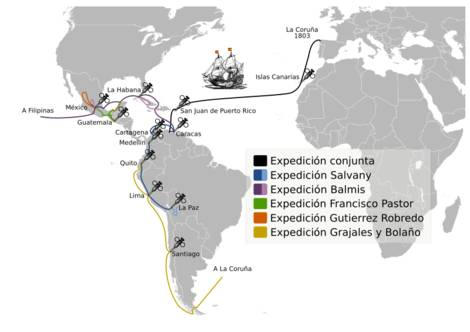 La Coruña
1803
Islas Canarias
La Habana
México
A Filipinas
San Juan de Puerto Rico
Guatemala
Cartagena
Caracas
Medellín
Quito
Lima
La Paz
Santiago
A La Coruña
Expedición conjunta
Expedición Salvany
Expedición Balmis
Expedición Francisco Pastor
Expedición Gutierrez Robredo
Expedición Grajales y Bolaño